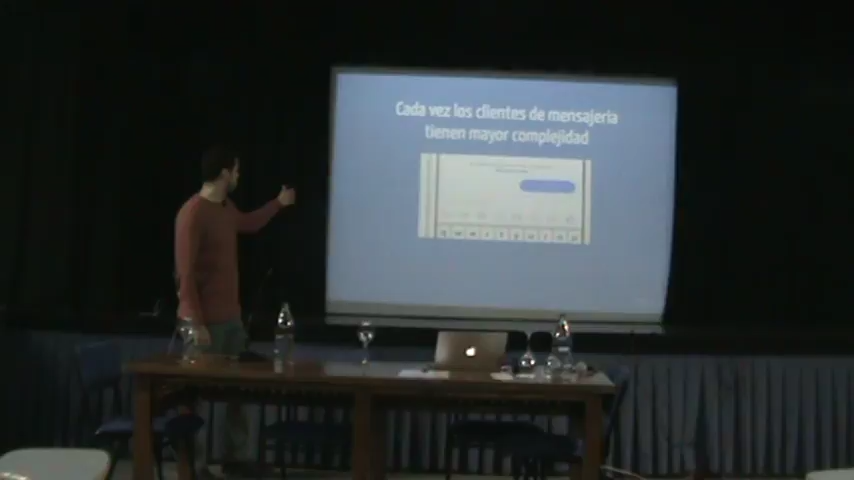 Cada vez los clientes de mensajería
tienen mayor complejidad